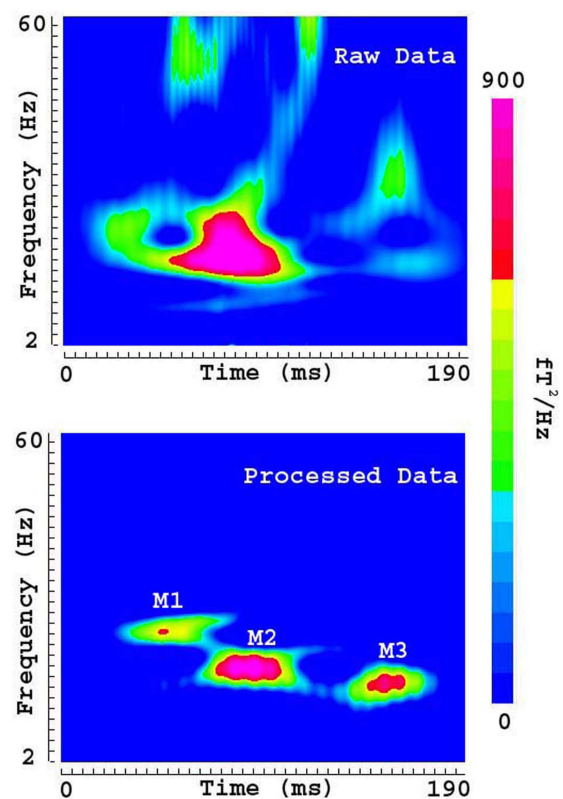 60
Raw Data
Frequency (Hz)
2
0
Time (ms)
190
900
fT²/Hz
0
60
Processed Data
M1
M2
M3
Frequency (Hz)
2
0
Time (ms)
190